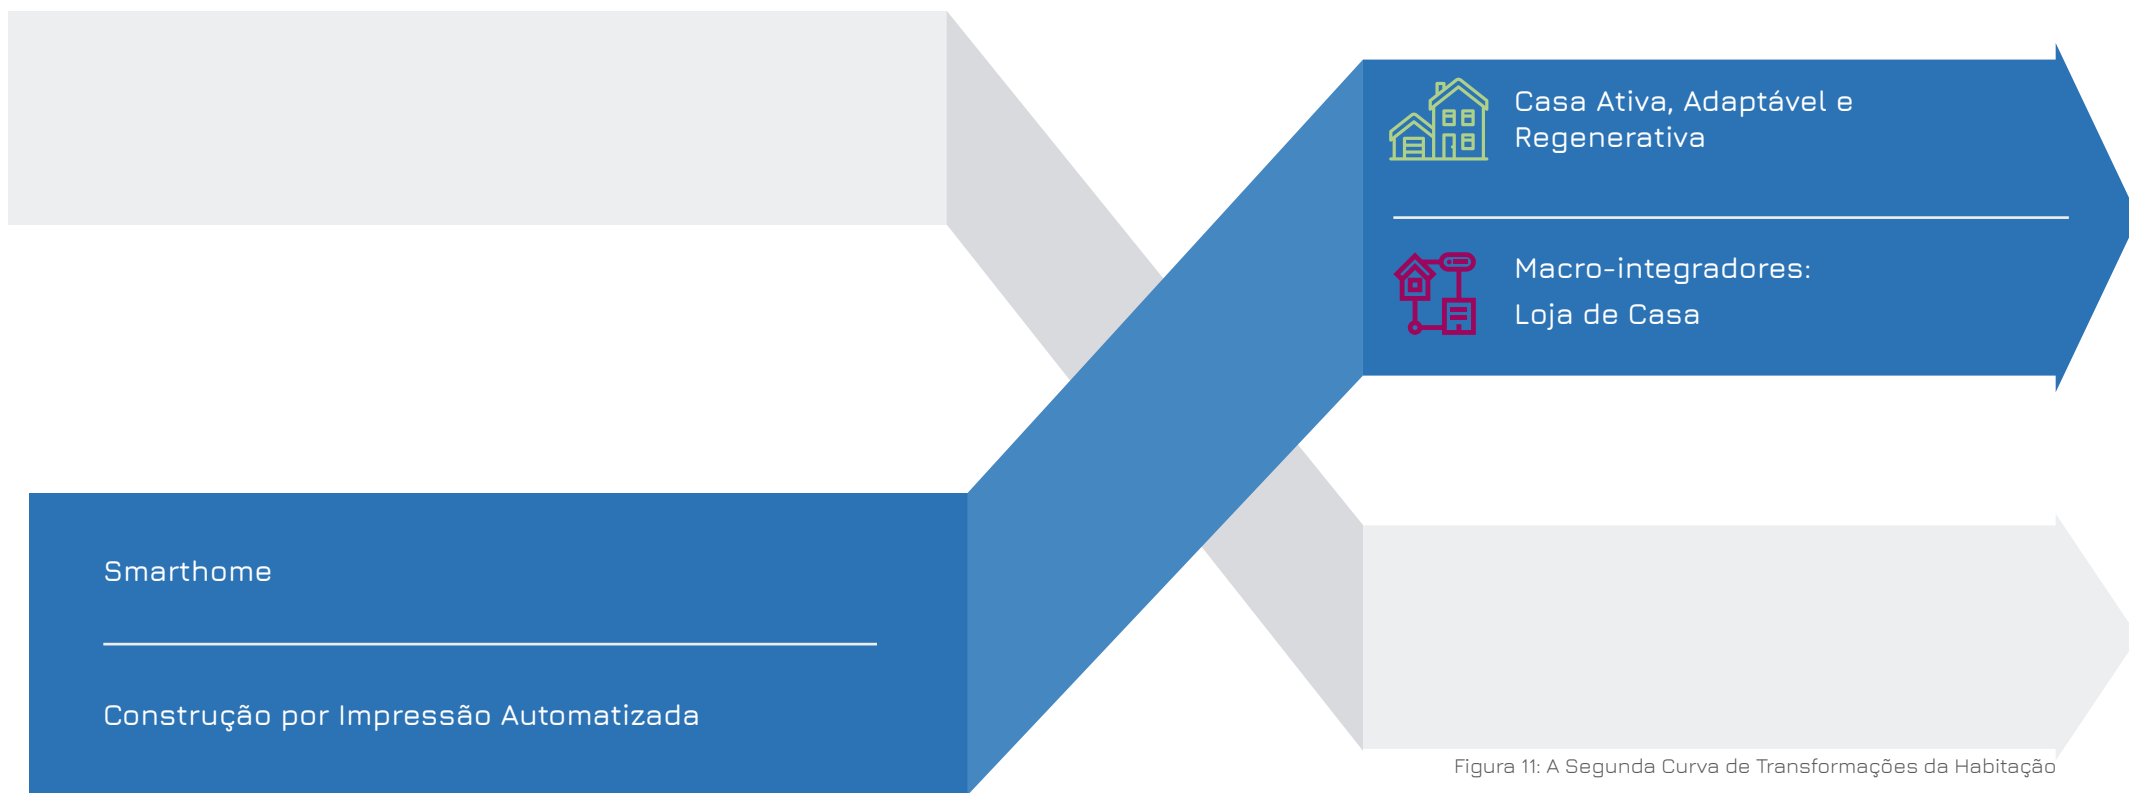 Casa Ativa, Adaptável e
Regenerativa
Macro-integradores:
Loja de Casa
Smarthome
Construção por Impressão Automatizada
Figura 11: A Segunda Curva de Transformações da Habitação